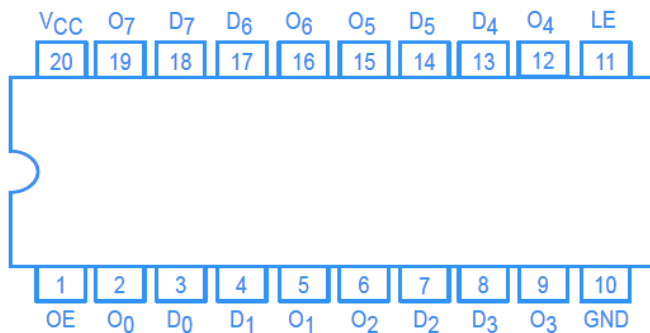 VCC O7 D7 D6 O6 O5 D5 D4 O4 LE
20 19 18 17 16 15 14 13 12 11
1 2 3 4 5 6 7 8 9 10
OE O0 D0 D1 O1 O2 D2 D3 O3 GND